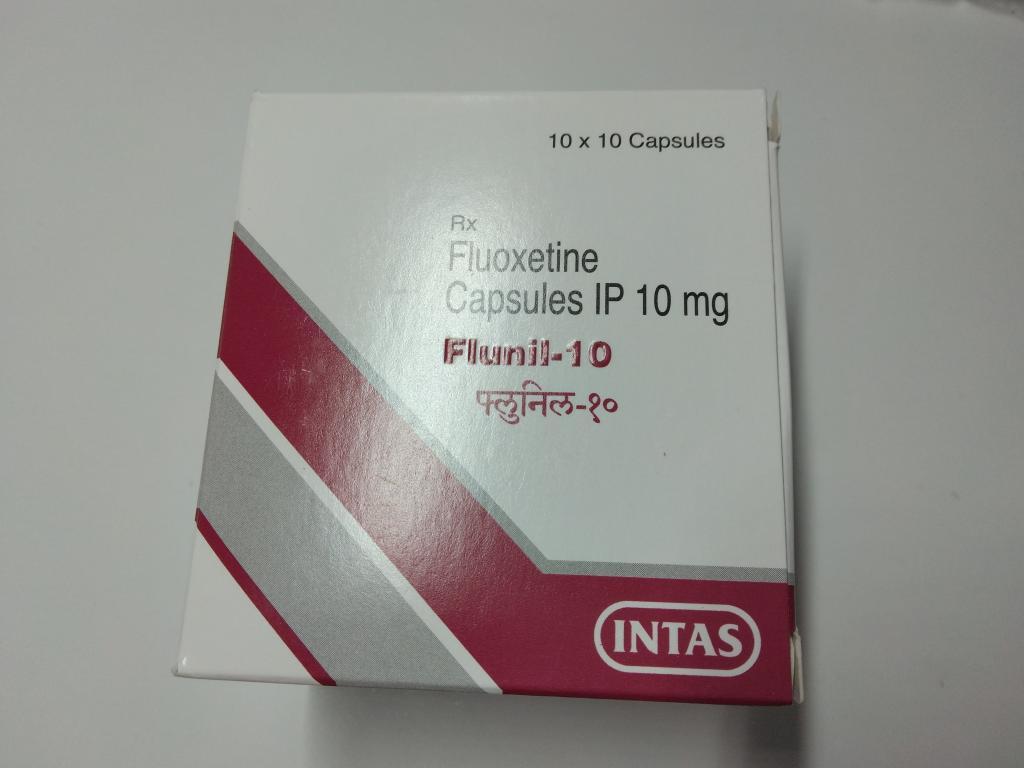 10 x 10 Capsules
Rx
Fluoxetine
Capsules IP 10 mg
Flunil-10
फ्लुनिल-१०
INTAS